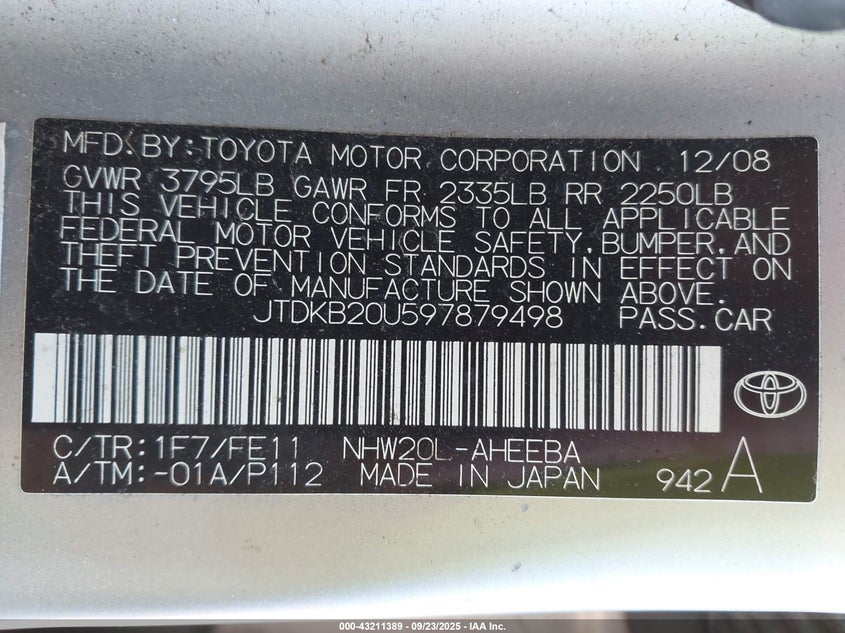 MFD.BY:TOYOTA MOTOR CORPORATION 12/08
GVWR 3795LB GAWR FR 2335LB RR 2250LB
THIS VEHICLE CONFORMS TO ALL APPLICABLE
FEDERAL MOTOR VEHICLE SAFETY,BUMPER,AND
THEFT PREVENTION STANDARDS IN EFFECT ON
THE DATE OF MANUFACTURE SHOWN ABOVE.
JTDKB20U597879498 PASS.CAR
C/TR:1F7/FE11 NHW20L-AHEEBA
A/TM:-01A/P112 MADE IN JAPAN 942 A
000-43211389 - 09/23/2025 - IAA Inc.